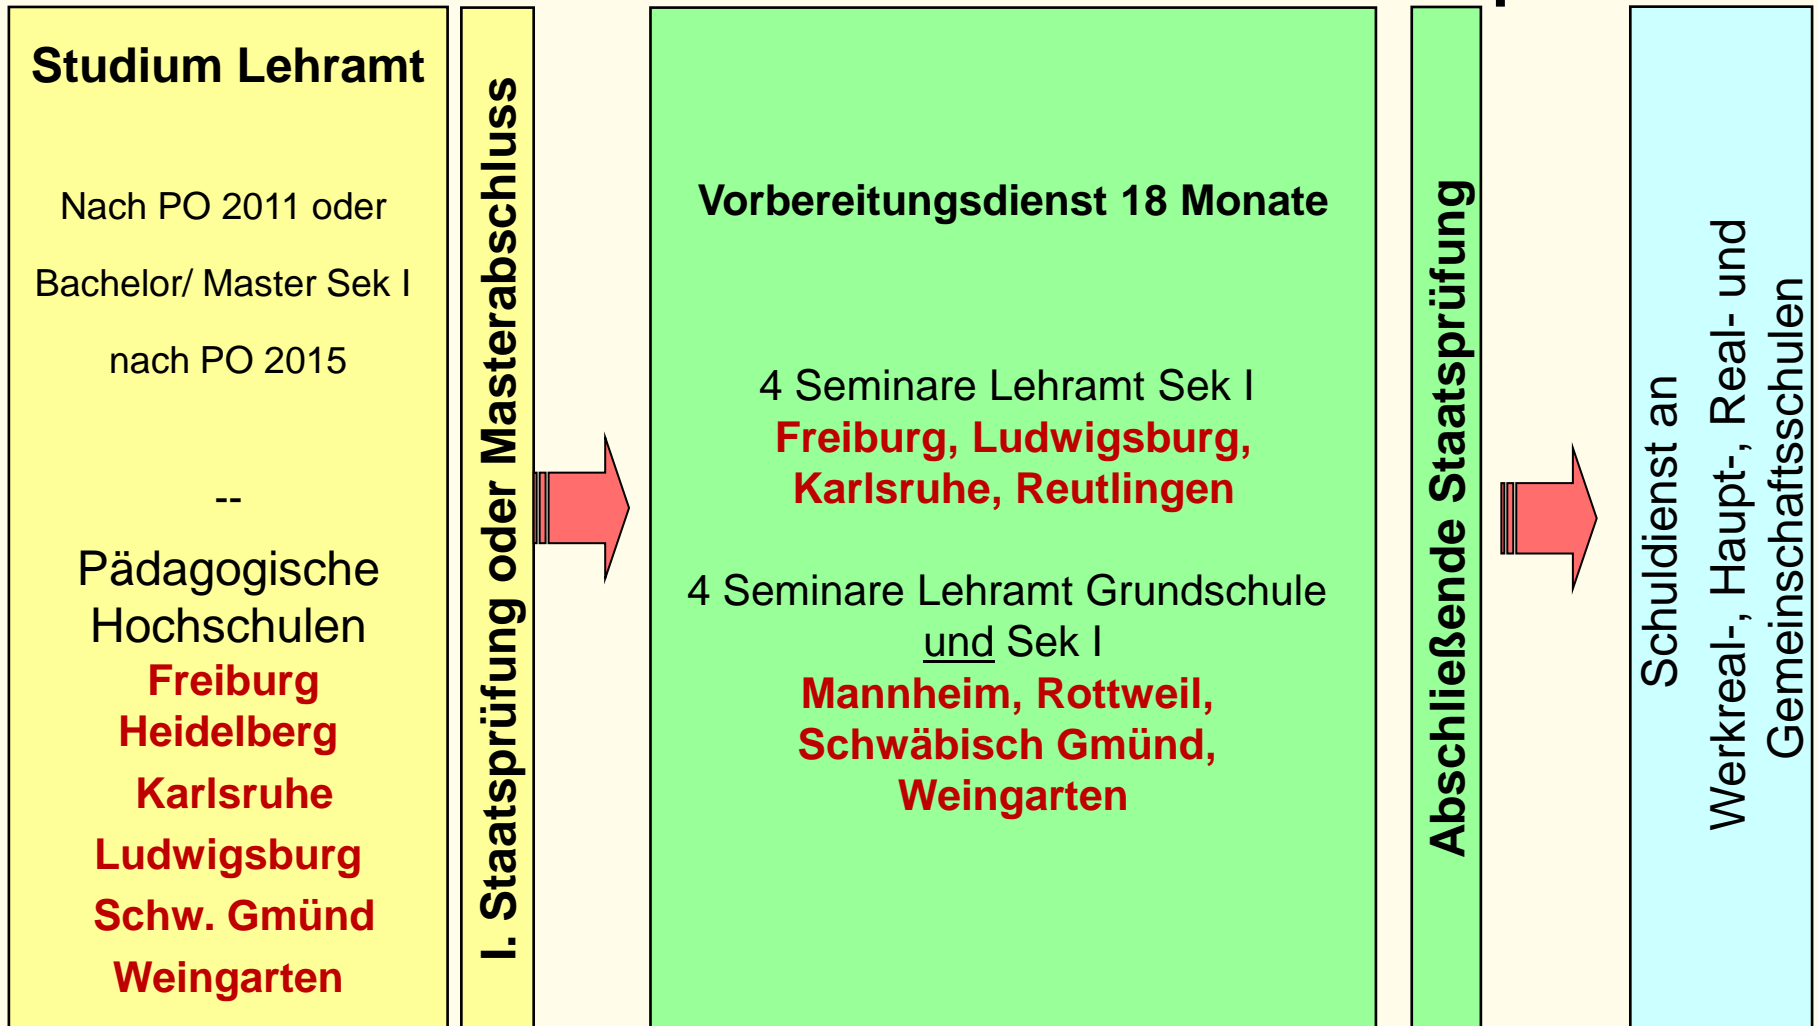 Studium Lehramt
Nach PO 2011 oder
Bachelor/ Master Sek I
nach PO 2015
--
Pädagogische
Hochschulen
Freiburg
Heidelberg
Karlsruhe
Ludwigsburg
Schw. Gmünd
Weingarten
I. Staatsprüfung oder Masterabschluss
Vorbereitungsdienst 18 Monate
4 Seminare Lehramt Sek I
Freiburg, Ludwigsburg,
Karlsruhe, Reutlingen
4 Seminare Lehramt Grundschule
und Sek I
Mannheim, Rottweil,
Schwäbisch Gmünd,
Weingarten
Abschließende Staatsprüfung
Schuldienst an
Werkreal-, Haupt-, Real- und
Gemeinschaftsschulen